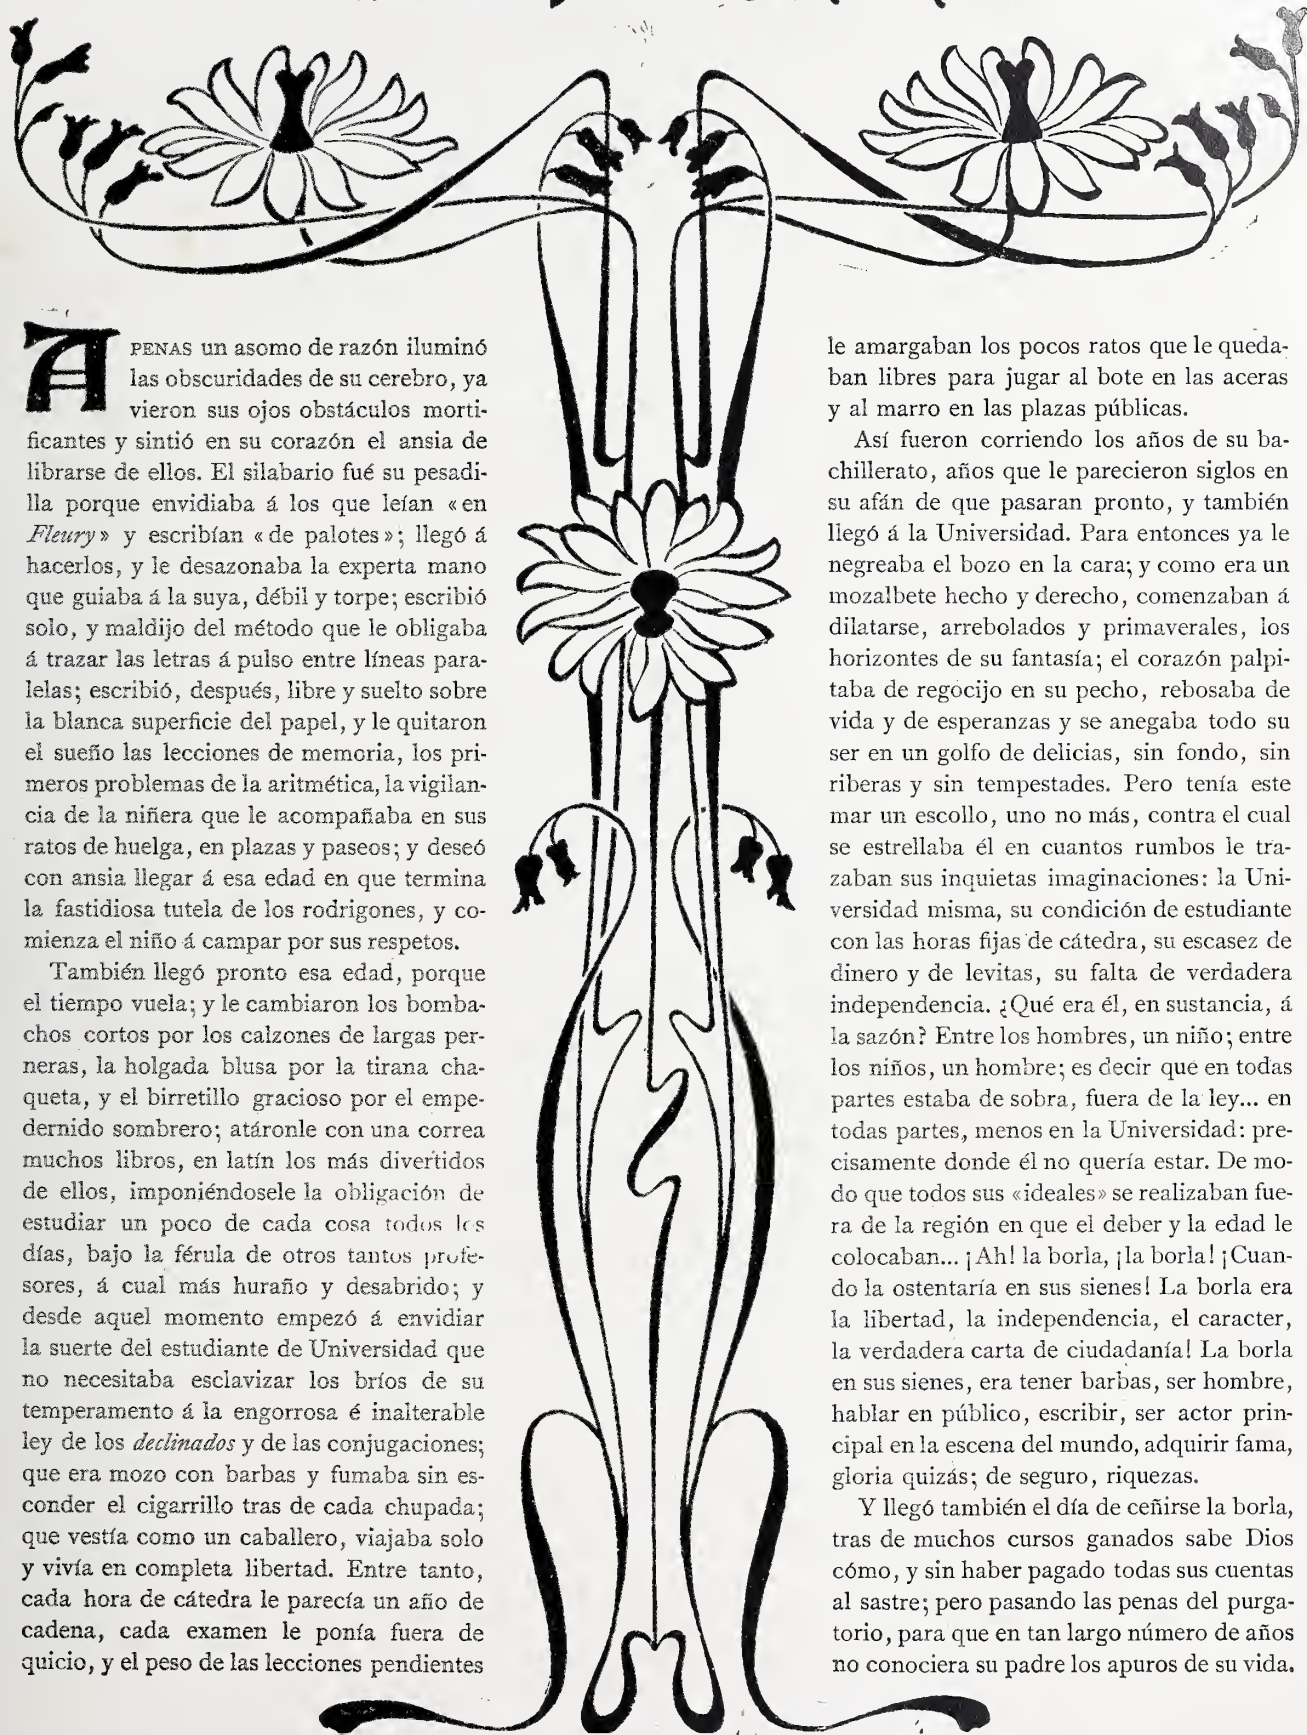 APENAS un asomo de razón iluminó
las obscuridades de su cerebro, ya
vieron sus ojos obstáculos morti-
ficantes y sintió en su corazón el ansia de
librarse de ellos. El silabario fué su pesadi-
lla porque envidiaba á los que leían «en
Fleury» y escribían «de palotes»; llegó á
hacerlos, y le desazonaba la experta mano
que guiaba á la suya, débil y torpe; escribió
solo, y maldijo del método que le obligaba
á trazar las letras á pulso entre líneas para-
lelas; escribió, después, libre y suelto sobre
la blanca superficie del papel, y le quitaron
el sueño las lecciones de memoria, los pri-
meros problemas de la aritmética, la vigilan-
cia de la niñera que le acompañaba en sus
ratos de huelga, en plazas y paseos; y deseó
con ansia llegar á esa edad en que termina
la fastidiosa tutela de los rodrigones, y co-
mienza el niño á campar por sus respetos.
También llegó pronto esa edad, porque
el tiempo vuela; y le cambiaron los bomba-
chos cortos por los calzones de largas per-
neras, la holgada blusa por la tirana cha-
queta, y el birretillo gracioso por el empe-
dernido sombrero; atáronle con una correa
muchos libros, en latín los más divertidos
de ellos, imponiéndosele la obligación de
estudiar un poco de cada cosa todos los
días, bajo la férula de otros tantos profe-
sores, á cual más huraño y desabrido; y
desde aquel momento empezó á envidiar
la suerte del estudiante de Universidad que
no necesitaba esclavizar los bríos de su
temperamento á la engorrosa é inalterable
ley de los declinados y de las conjugaciones;
que era mozo con barbas y fumaba sin es-
conder el cigarrillo tras de cada chupada;
que vestía como un caballero, viajaba solo
y vivía en completa libertad. Entre tanto,
cada hora de cátedra le parecía un año de
cadena, cada examen le ponía fuera de
quicio, y el peso de las lecciones pendientes
le amargaban los pocos ratos que le queda-
ban libres para jugar al bote en las aceras
y al marro en las plazas públicas.
Así fueron corriendo los años de su ba-
chillerato, años que le parecieron siglos en
su afán de que pasaran pronto, y también
llegó á la Universidad. Para entonces ya le
negreaba el bozo en la cara; y como era un
mozalbete hecho y derecho, comenzaban á
dilatarse, arrebolados y primaverales, los
horizontes de su fantasía; el corazón palpi-
taba de regocijo en su pecho, rebosaba de
vida y de esperanzas y se anegaba todo su
ser en un golfo de delicias, sin fondo, sin
riberas y sin tempestades. Pero tenía este
mar un escollo, uno no más, contra el cual
se estrellaba él en cuantos rumbos le tra-
zaban sus inquietas imaginaciones: la Uni-
versidad misma, su condición de estudiante
con las horas fijas de cátedra, su escasez de
dinero y de levitas, su falta de verdadera
independencia. ¿Qué era él, en sustancia, á
la sazón? Entre los hombres, un niño; entre
los niños, un hombre; es decir que en todas
partes estaba de sobra, fuera de la ley... en
todas partes, menos en la Universidad: pre-
cisamente donde él no quería estar. De mo-
do que todos sus «ideales» se realizaban fue-
ra de la región en que el deber y la edad le
colocaban... ¡Ah! la borla, ¡la borla! ¡Cuan-
do la ostentaría en sus sienes! La borla era
la libertad, la independencia, el caracter,
la verdadera carta de ciudadanía! La borla
en sus sienes, era tener barbas, ser hombre,
hablar en público, escribir, ser actor prin-
cipal en la escena del mundo, adquirir fama,
gloria quizás; de seguro, riquezas.
Y llegó también el día de ceñirse la borla,
tras de muchos cursos ganados sabe Dios
cómo, y sin haber pagado todas sus cuentas
al sastre; pero pasando las penas del purga-
torio, para que en tan largo número de años
no conociera su padre los apuros de su vida.